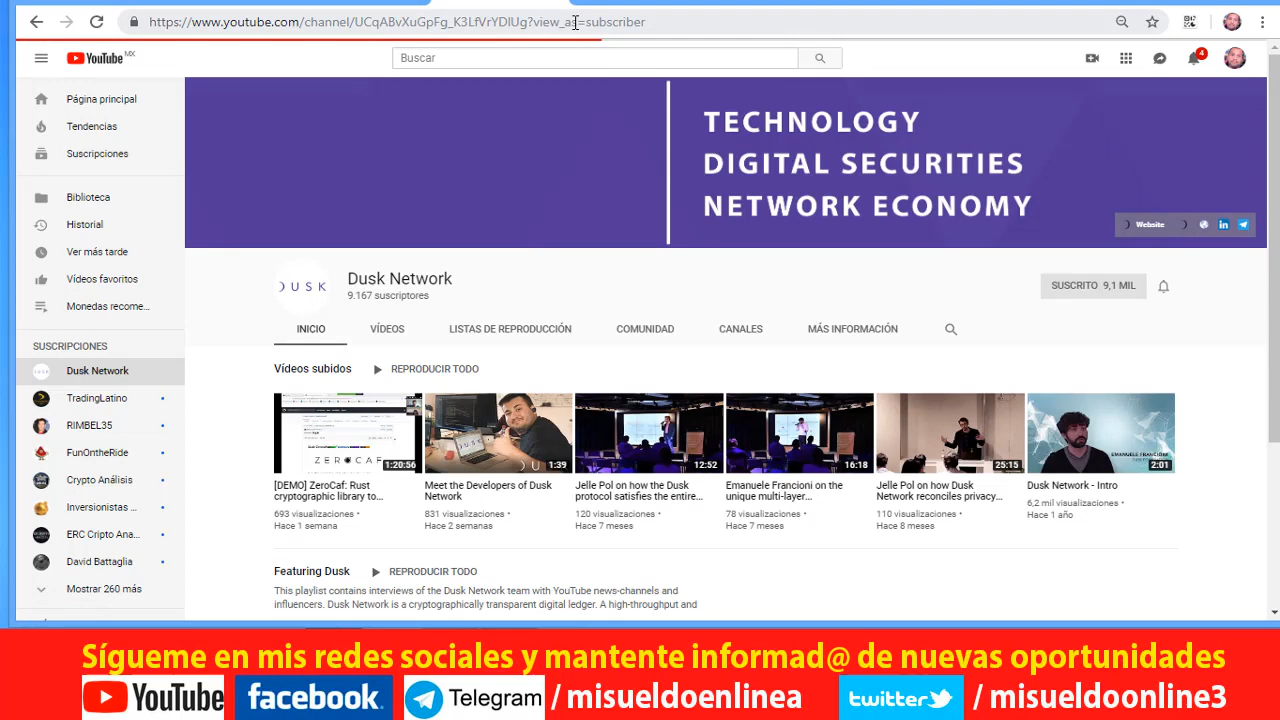 https://www.youtube.com/channel/UCqABvXuGpFg_K3LfVrYDlUg?view_as=subscriber
YouTube MX
Buscar
4
Página principal
Tendencias
Suscripciones
Biblioteca
Historial
Ver más tarde
Vídeos favoritos
Monedas recome...
SUSCRIPCIONES
Dusk Network
TradingLatino
RIMBEL35
FunOntheRide
Crypto Análisis
Inversionistas ...
ERC Cripto Ana...
David Battaglia
Mostrar 260 más
TECHNOLOGY
DIGITAL SECURITIES
NETWORK ECONOMY
Website
DUSK
Dusk Network
9.167 suscriptores
SUSCRITO 9,1 MIL
INICIO VÍDEOS LISTAS DE REPRODUCCIÓN COMUNIDAD CANALES MÁS INFORMACIÓN
Vídeos subidos REPRODUCIR TODO
ZEROCAF
1:20:56
[DEMO] ZeroCaf: Rust
cryptographic library to...
693 visualizaciones •
Hace 1 semana
DUSK
1:39
Meet the Developers of Dusk
Network
831 visualizaciones •
Hace 2 semanas
12:52
Jelle Pol on how the Dusk
protocol satisfies the entire...
120 visualizaciones •
Hace 7 meses
16:18
Emanuele Francioni on the
unique multi-layer...
78 visualizaciones •
Hace 7 meses
25:15
Jelle Pol on how Dusk
Network reconciles privacy...
110 visualizaciones •
Hace 8 meses
EMANUELE FRANCIONI
2:01
Dusk Network - Intro
6,2 mil visualizaciones •
Hace 1 año
Featuring Dusk REPRODUCIR TODO
This playlist contains interviews of the Dusk Network team with YouTube news-channels and
influencers. Dusk Network is a cryptographically transparent digital ledger. A high-throughput and
Sígueme en mis redes sociales y mantente informad@ de nuevas oportunidades
YouTube facebook. Telegram / misueldoenlinea twitter / misueldoonline3